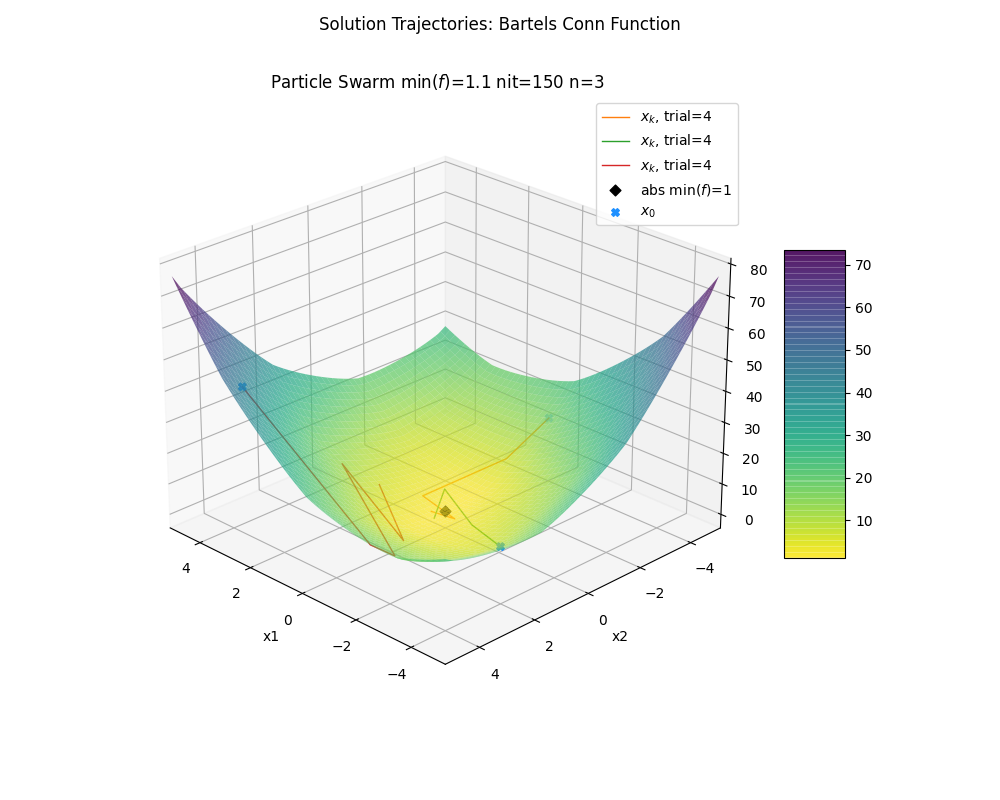 Solution Trajectories: Bartels Conn Function
Particle Swarm min(f)=1.1 nit=150 n=3
x_k, trial=4
x_k, trial=4
x_k, trial=4
abs min(f)=1
x_0
80
70
60
50
40
30
20
10
0
70
60
50
40
30
20
10
4
2
0
−2
−4
x1
−4
−2
0
2
4
x2